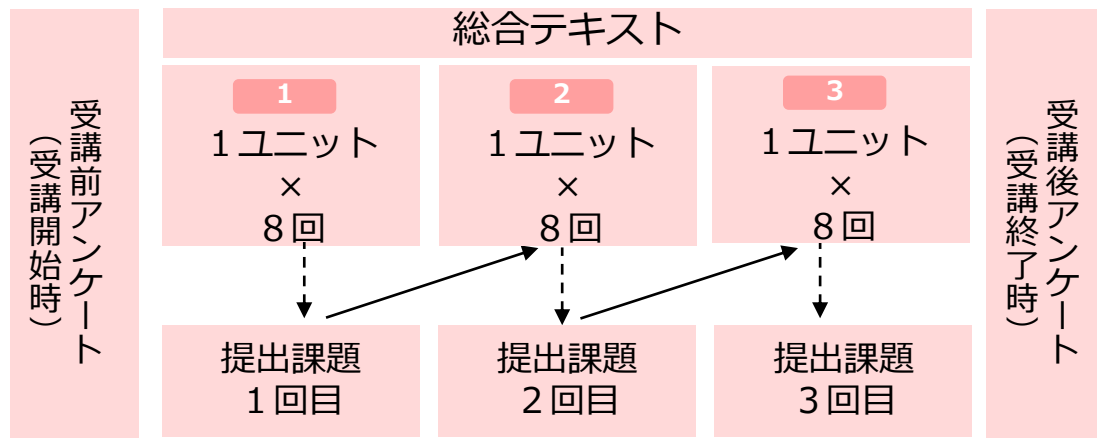 受講前アンケート
（受講開始時）
総合テキスト
1
１ユニット
×
８回
2
１ユニット
×
８回
3
１ユニット
×
８回
提出課題
１回目
提出課題
２回目
提出課題
３回目
受講後アンケート
（受講終了時）